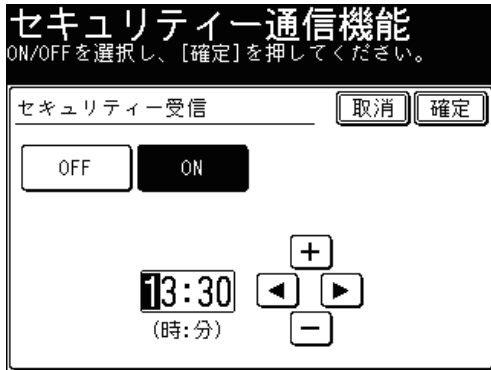 セキュリティー通信機能
ON/OFFを選択し、[確定]を押してください。
セキュリティー受信 取消 確定
OFF ON
13:30
(時:分)